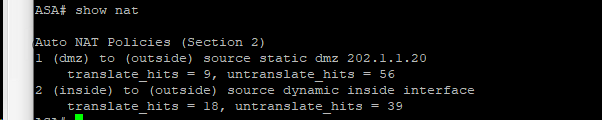 ASA# show nat
Auto NAT Policies (Section 2)
1 (dmz) to (outside) source static dmz 202.1.1.20
translate_hits = 9, untranslate_hits = 56
2 (inside) to (outside) source dynamic inside interface
translate_hits = 18, untranslate_hits = 39
ASA#